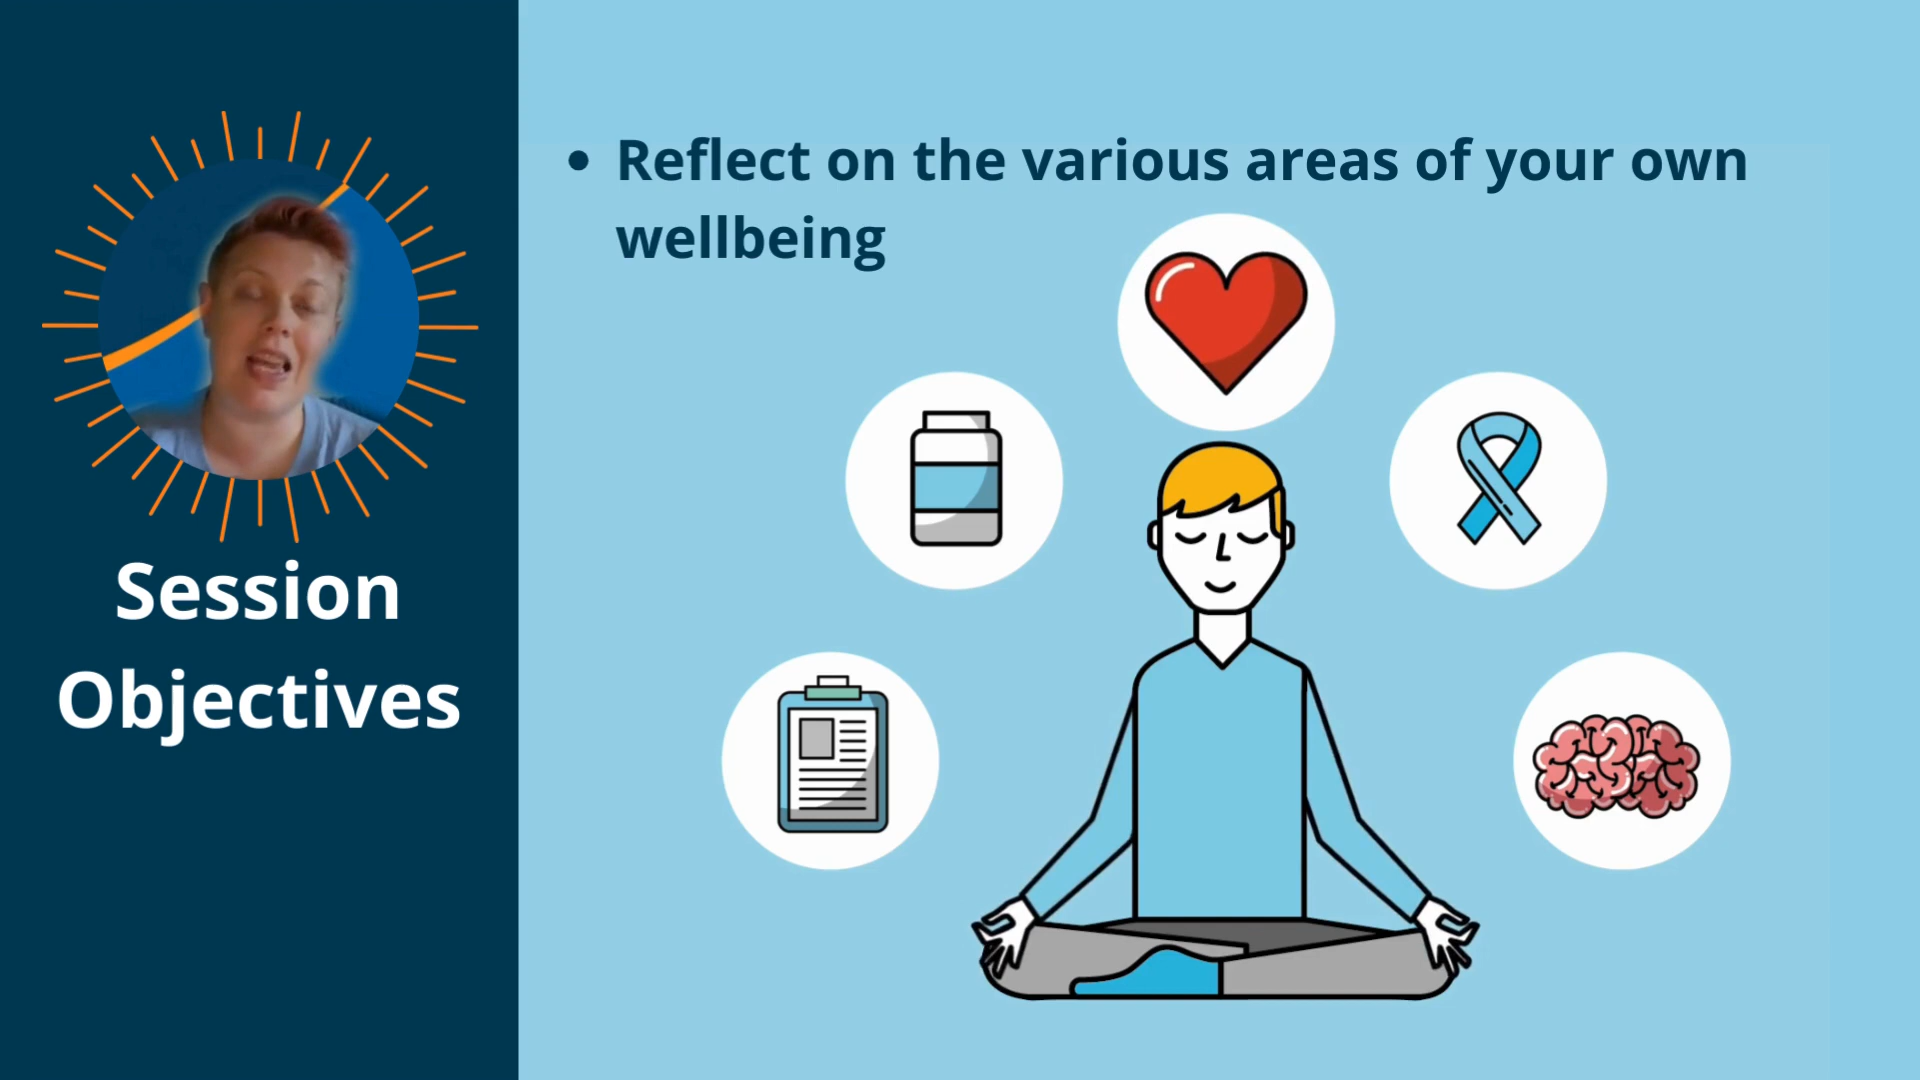 Session
Objectives
• Reflect on the various areas of your own
wellbeing